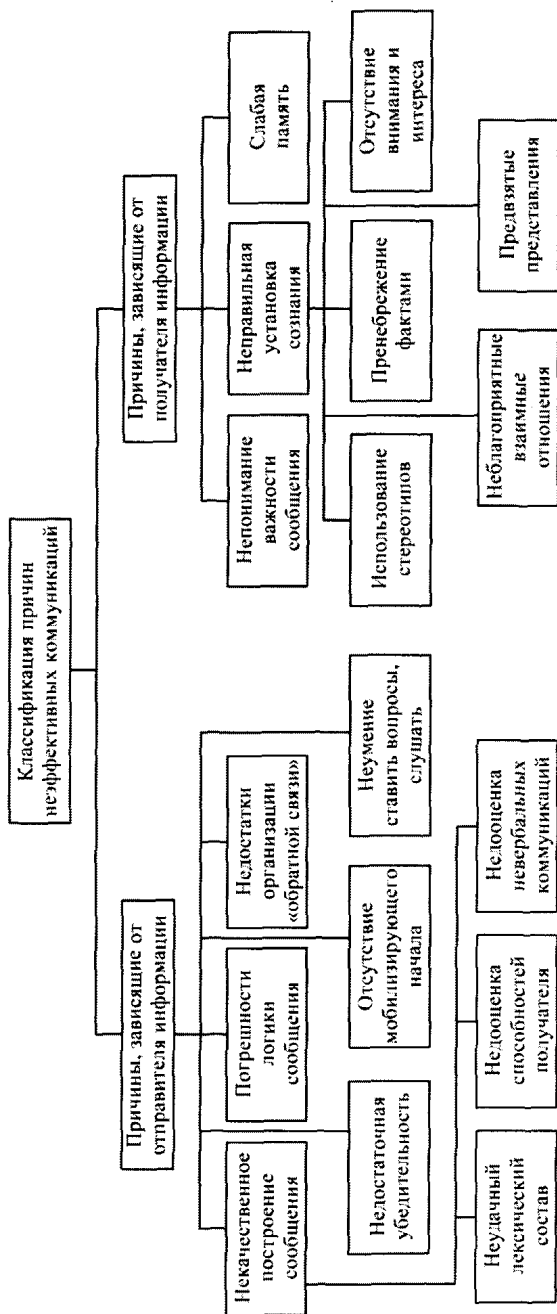 Классификация причин
неэффективных коммуникаций
Причины, зависящие от
отправителя информации
Причины, зависящие от
получателя информации
Некачественное
построение
сообщения
Погрешности
логики
сообщения
Недостатки
организации
«обратной связи»
Непонимание
важности
сообщения
Неправильная
установка
сознания
Слабая
память
Недостаточная
убедительность
Отсутствие
мобилизирующего
начала
Неумение
ставить вопросы,
слушать
Использование
стереотипов
Пренебрежение
фактами
Отсутствие
внимания и
интереса
Неудачный
лексический
состав
Недооценка
способностей
получателя
Недооценка
невербальных
коммуникаций
Неблагоприятные
взаимные
отношения
Предвзятые
представления